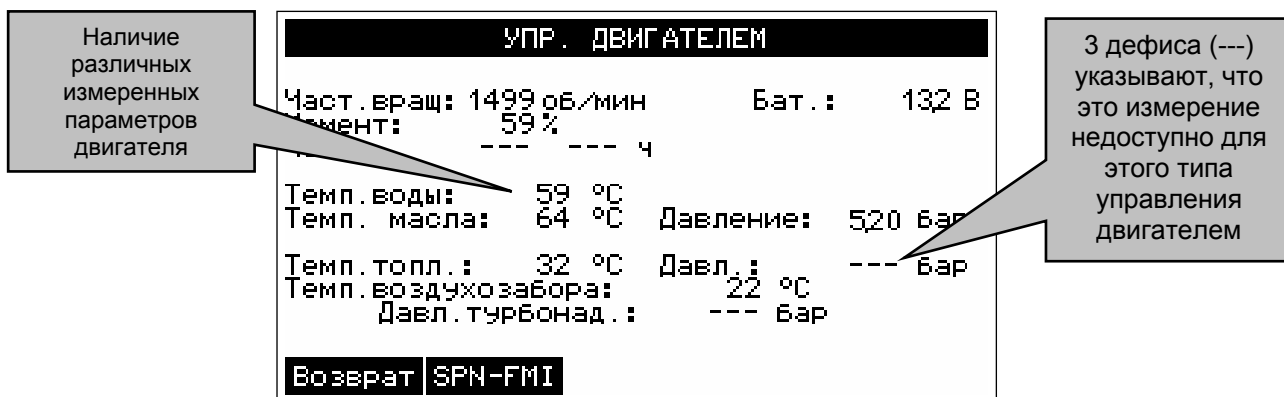 Наличие
различных
измеренных
параметров
двигателя
УПР. ДВИГАТЕЛЕМ
Част.вращ: 1499 об/мин Бат.: 13,2 В
59 %
--- --- ч
Темп.воды: 59 °C
Темп. масла: 64 °C Давление: 5,20 бар
Темп.топл.: 32 °C Давл.: --- бар
Темп.воздухозабора: 22 °C
Давл.турбонад.: --- бар
Возврат SPN-FMI
3 дефиса (---)
указывают, что
это измерение
недоступно для
этого типа
управления
двигателем